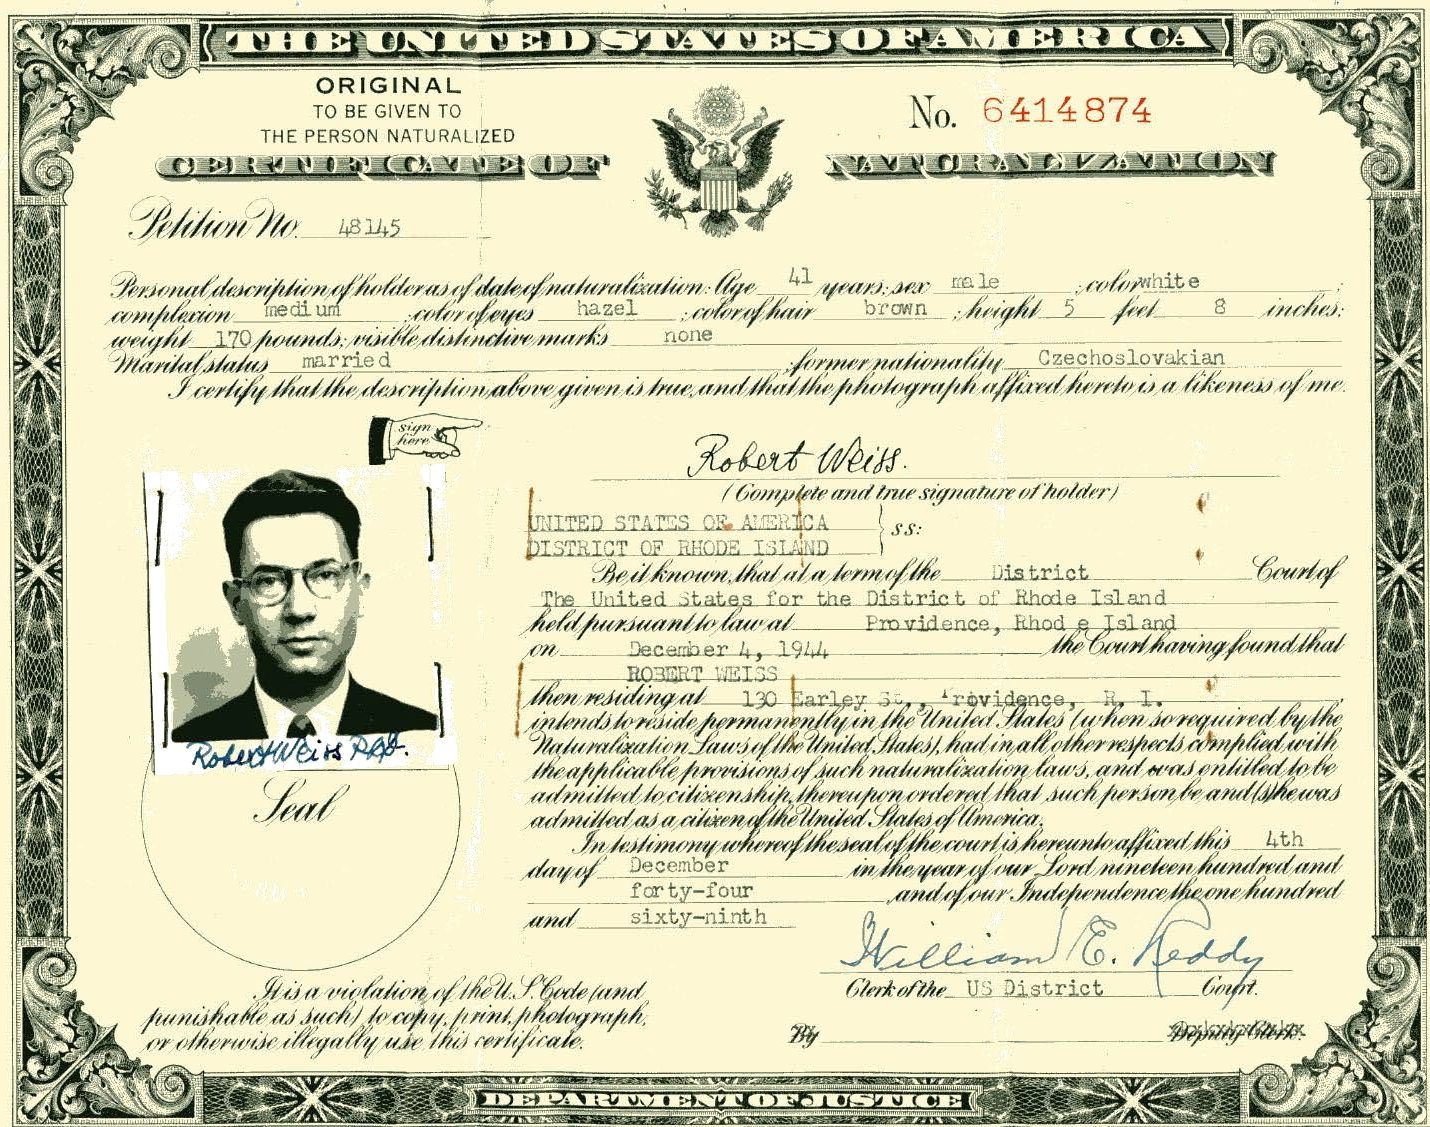 THE UNITED STATES OF AMERICA
ORIGINAL
TO BE GIVEN TO
THE PERSON NATURALIZED
No. 6414874
CERTIFICATE OF NATURALIZATION
Petition No. 48145
Personal description of holder as of date of naturalization: Age 41 years; sex male ; color white ;
complexion medium ; color of eyes hazel ; color of hair brown ; height 5 feet 8 inches;
weight 170 pounds; visible distinctive marks none
Marital status married ; former nationality Czechoslovakian
I certify that the description above given is true, and that the photograph affixed hereto is a likeness of me.
sign
here
Robert Weiss.
(Complete and true signature of holder)
UNITED STATES OF AMERICA
DISTRICT OF RHODE ISLAND
} ss:
Be it known, that at a term of the District Court of
The United States for the District of Rhode Island
held pursuant to law at Providence, Rhode Island
on December 4, 1944 the Court having found that
ROBERT WEISS
then residing at 130 Earley St., Providence, R. I.
intends to reside permanently in the United States (when so required by the
Naturalization Laws of the United States), had in all other respects complied with
the applicable provisions of such naturalization laws, and was entitled to be
admitted to citizenship, thereupon ordered that such person be and (s)he was
admitted as a citizen of the United States of America.
In testimony whereof the seal of the court is hereunto affixed this 4th
day of December in the year of our Lord nineteen hundred and
forty-four and of our Independence the one hundred
and sixty-ninth
Robert Weiss
Seal
William E. Reddy
Clerk of the US District Court.
By Deputy Clerk.
It is a violation of the U.S. Code (and
punishable as such) to copy, print, photograph,
or otherwise illegally use this certificate.
DEPARTMENT OF JUSTICE